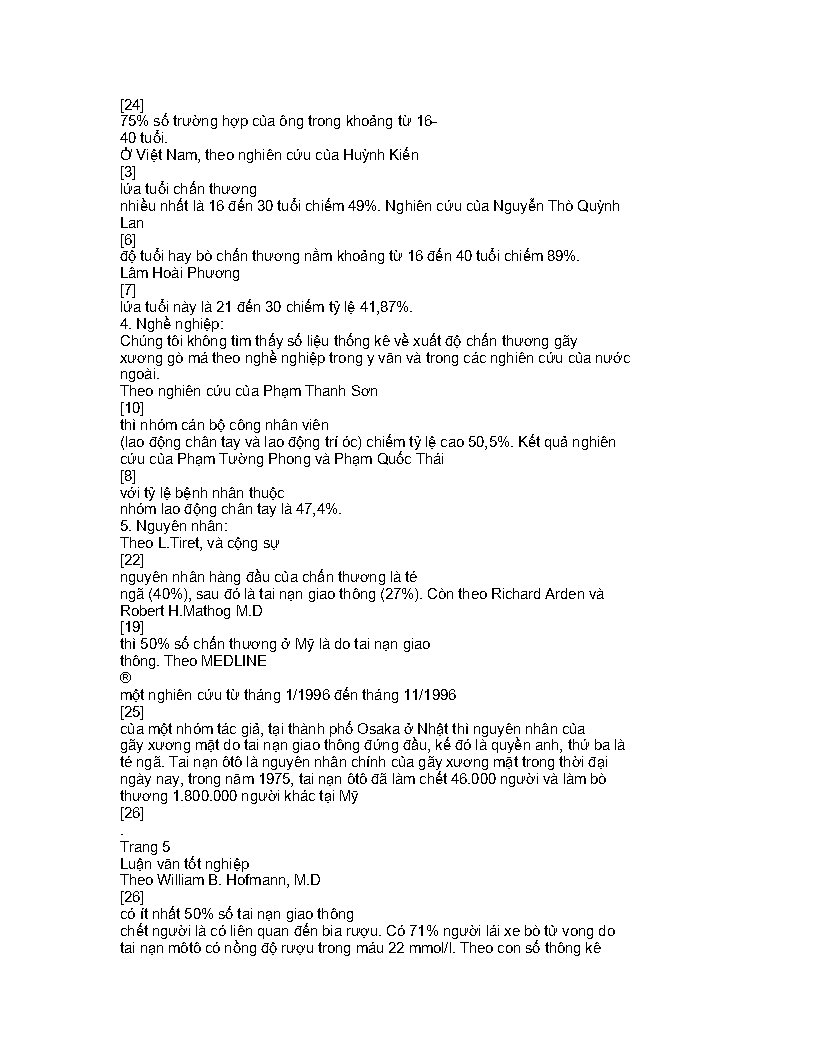 [24]
75% số trường hợp của ông trong khoảng từ 16-
40 tuổi.
Ở Việt Nam, theo nghiên cứu của Huỳnh Kiến
[3]
lứa tuổi chấn thương
nhiều nhất là 16 đến 30 tuổi chiếm 49%. Nghiên cứu của Nguyễn Thò Quỳnh
Lan
[6]
độ tuổi hay bò chấn thương nằm khoảng từ 16 đến 40 tuổi chiếm 89%.
Lâm Hoài Phương
[7]
lứa tuổi này là 21 đến 30 chiếm tỷ lệ 41,87%.
4. Nghề nghiệp:
Chúng tôi không tìm thấy số liệu thống kê về xuất độ chấn thương gãy
xương gò má theo nghề nghiệp trong y văn và trong các nghiên cứu của nước
ngoài.
Theo nghiên cứu của Phạm Thanh Sơn
[10]
thì nhóm cán bộ công nhân viên
(lao động chân tay và lao động trí óc) chiếm tỷ lệ cao 50,5%. Kết quả nghiên
cứu của Phạm Tường Phong và Phạm Quốc Thái
[8]
với tỷ lệ bệnh nhân thuộc
nhóm lao động chân tay là 47,4%.
5. Nguyên nhân:
Theo L.Tiret, và cộng sự
[22]
nguyên nhân hàng đầu của chấn thương là té
ngã (40%), sau đó là tai nạn giao thông (27%). Còn theo Richard Arden và
Robert H.Mathog M.D
[19]
thì 50% số chấn thương ở Mỹ là do tai nạn giao
thông. Theo MEDLINE
®
một nghiên cứu từ tháng 1/1996 đến tháng 11/1996
[25]
của một nhóm tác giả, tại thành phố Osaka ở Nhật thì nguyên nhân của
gãy xương mặt do tai nạn giao thông đứng đầu, kế đó là quyền anh, thứ ba là
té ngã. Tai nạn ôtô là nguyên nhân chính của gãy xương mặt trong thời đại
ngày nay, trong năm 1975, tai nạn ôtô đã làm chết 46.000 người và làm bò
thương 1.800.000 người khác tại Mỹ
[26]
.
Trang 5
Luận văn tốt nghiệp
Theo William B. Hofmann, M.D
[26]
có ít nhất 50% số tai nạn giao thông
chết người là có liên quan đến bia rượu. Có 71% người lái xe bò tử vong do
tai nạn môtô có nồng độ rượu trong máu 22 mmol/l. Theo con số thông kê